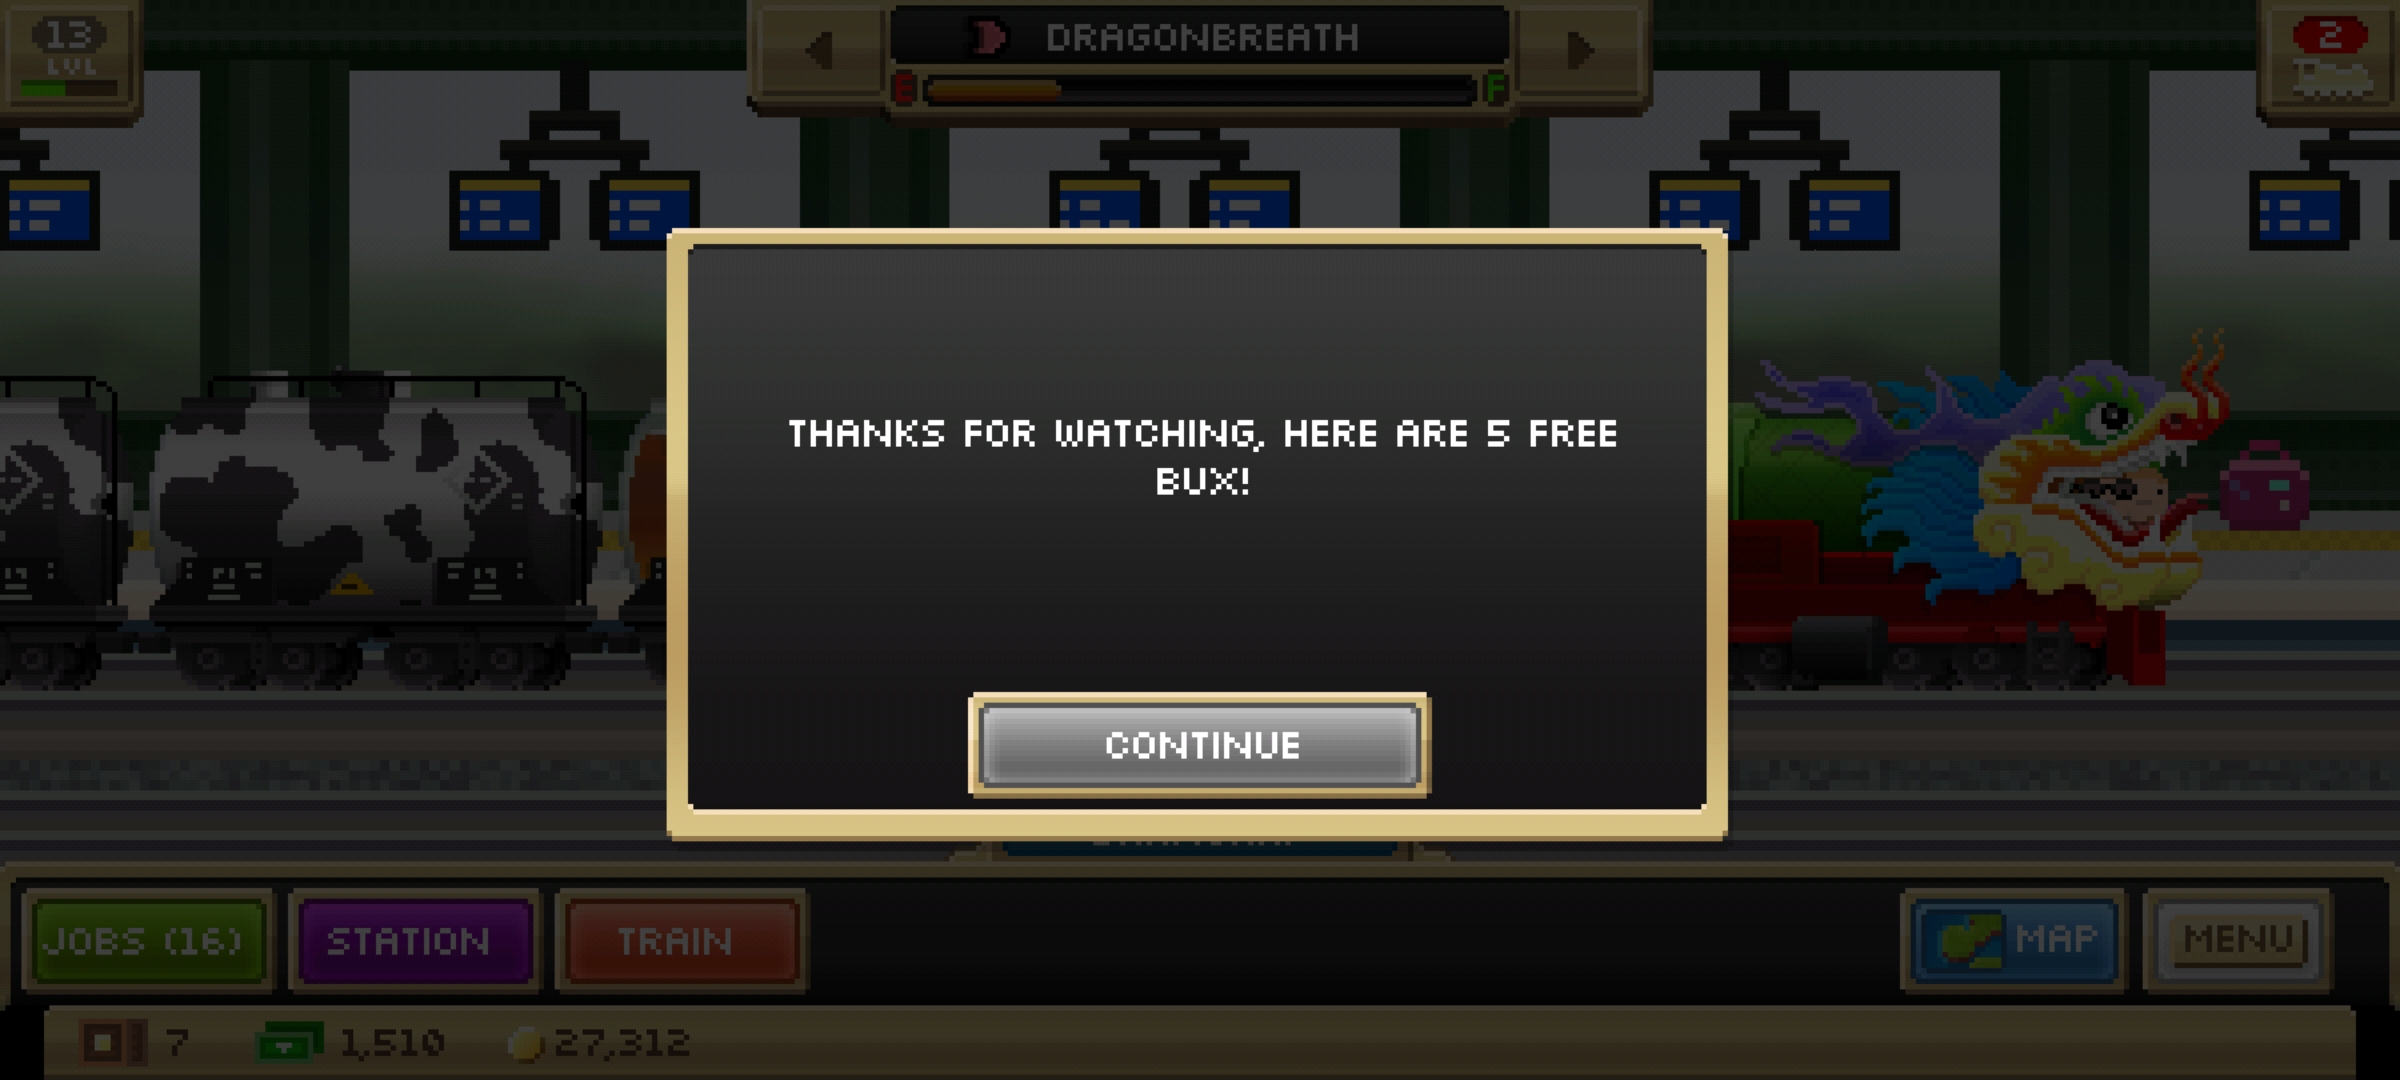 13
LVL
DRAGONBREATH
E
F
2
THANKS FOR WATCHING, HERE ARE 5 FREE
BUX!
CONTINUE
JOBS (16)
STATION
TRAIN
MAP
MENU
7
1,510
27,312